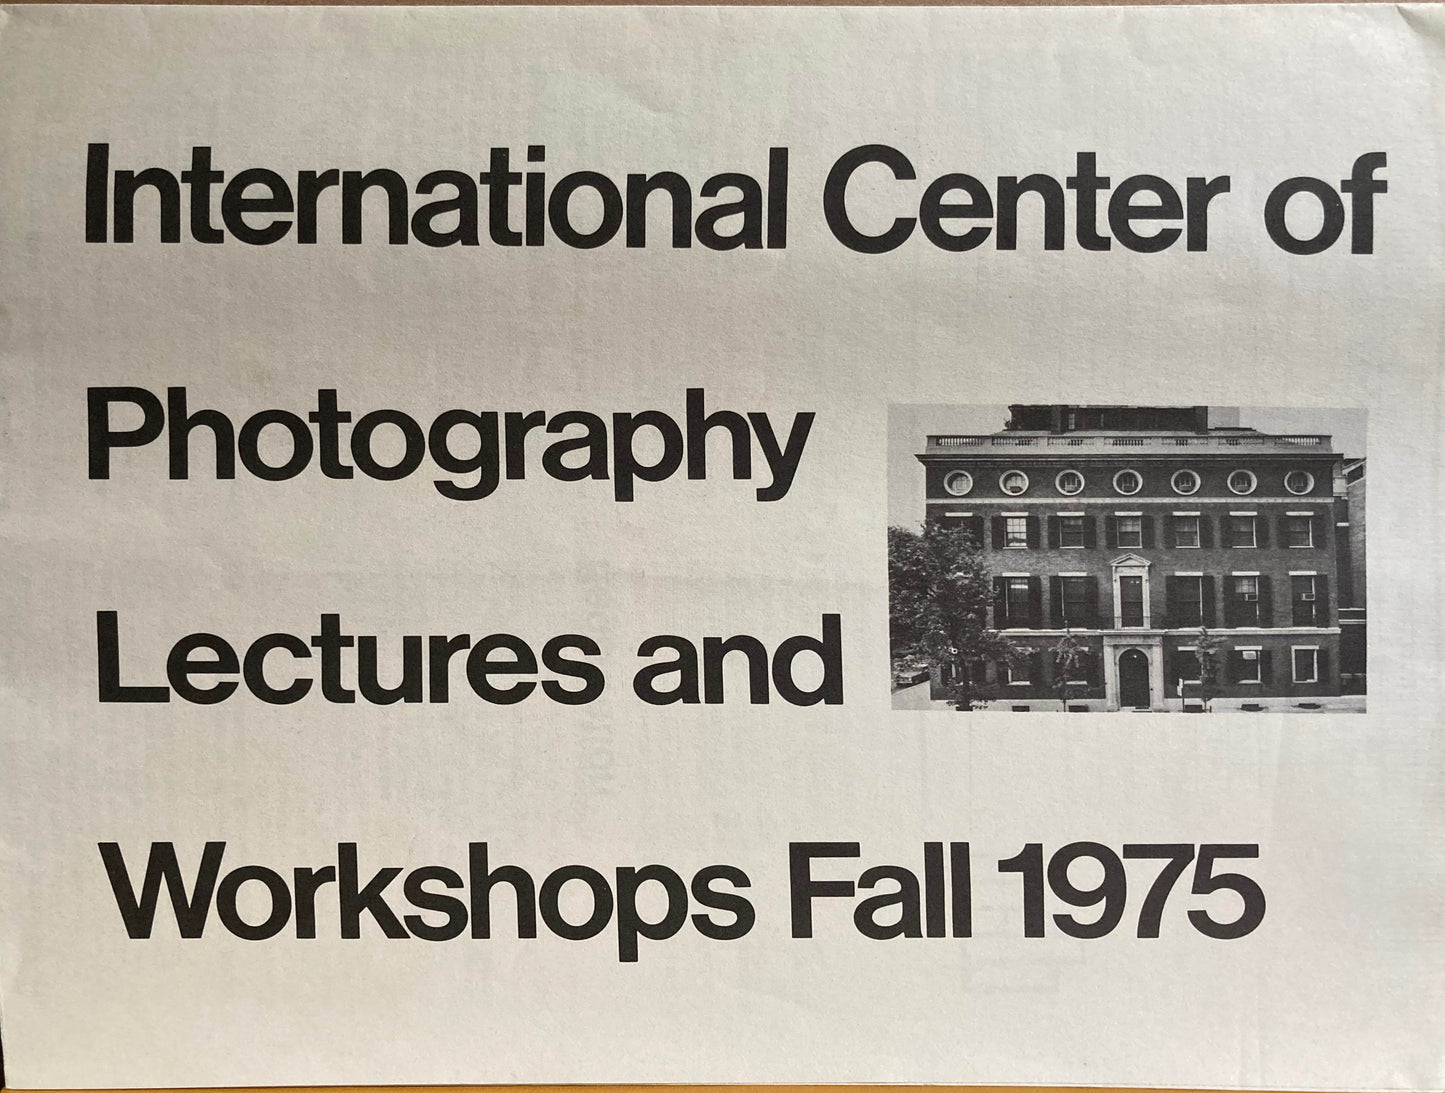 International Center of
Photography
Lectures and
Workshops Fall 1975